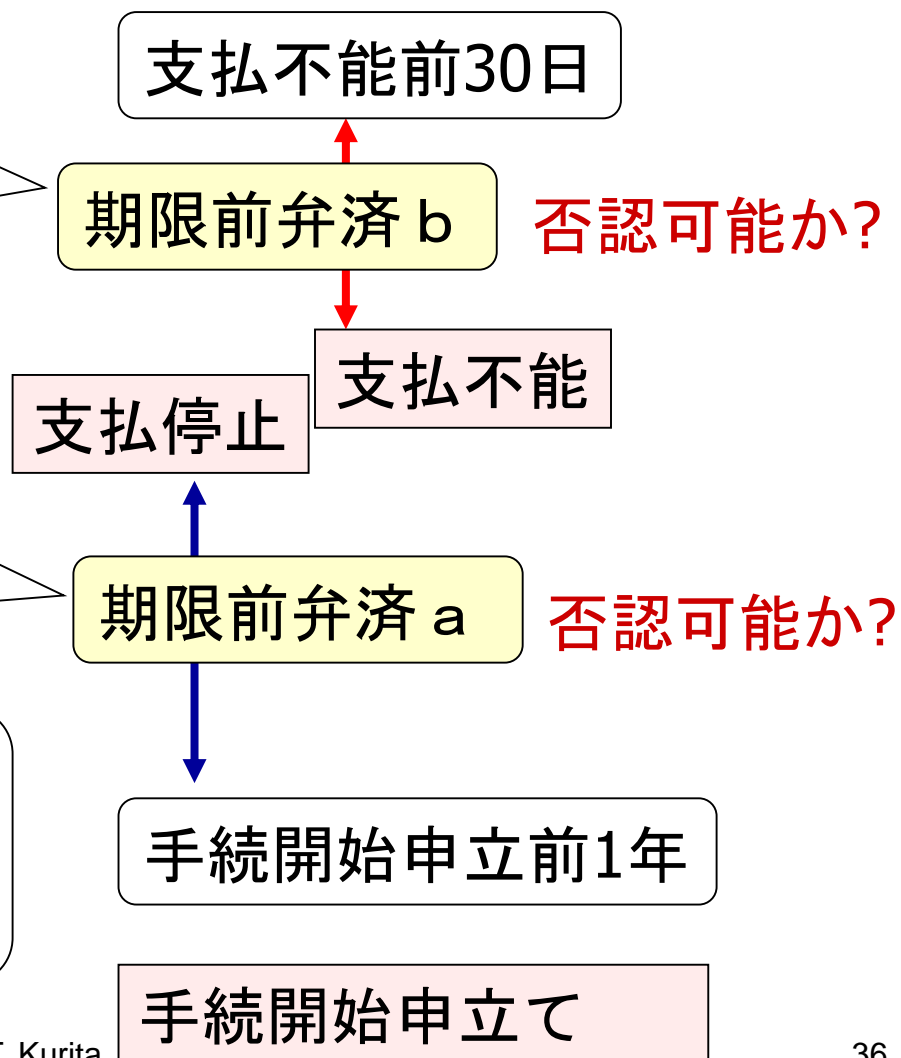 支払不能前30日
期限前弁済ｂ
否認可能か?
支払不能
支払停止
期限前弁済ａ
否認可能か?
手続開始申立前1年
手続開始申立て
Kurita
36